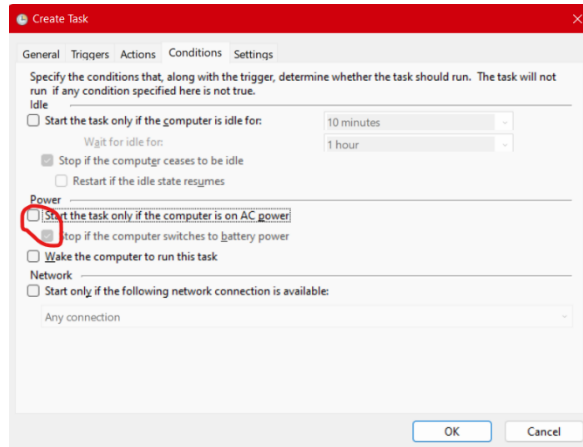 Create Task
General Triggers Actions Conditions Settings
Specify the conditions that, along with the trigger, determine whether the task should run. The task will not
run if any condition specified here is not true.
Idle
Start the task only if the computer is idle for: 10 minutes
Wait for idle for: 1 hour
Stop if the computer ceases to be idle
Restart if the idle state resumes
Power
Start the task only if the computer is on AC power
Stop if the computer switches to battery power
Wake the computer to run this task
Network
Start only if the following network connection is available:
Any connection
OK Cancel